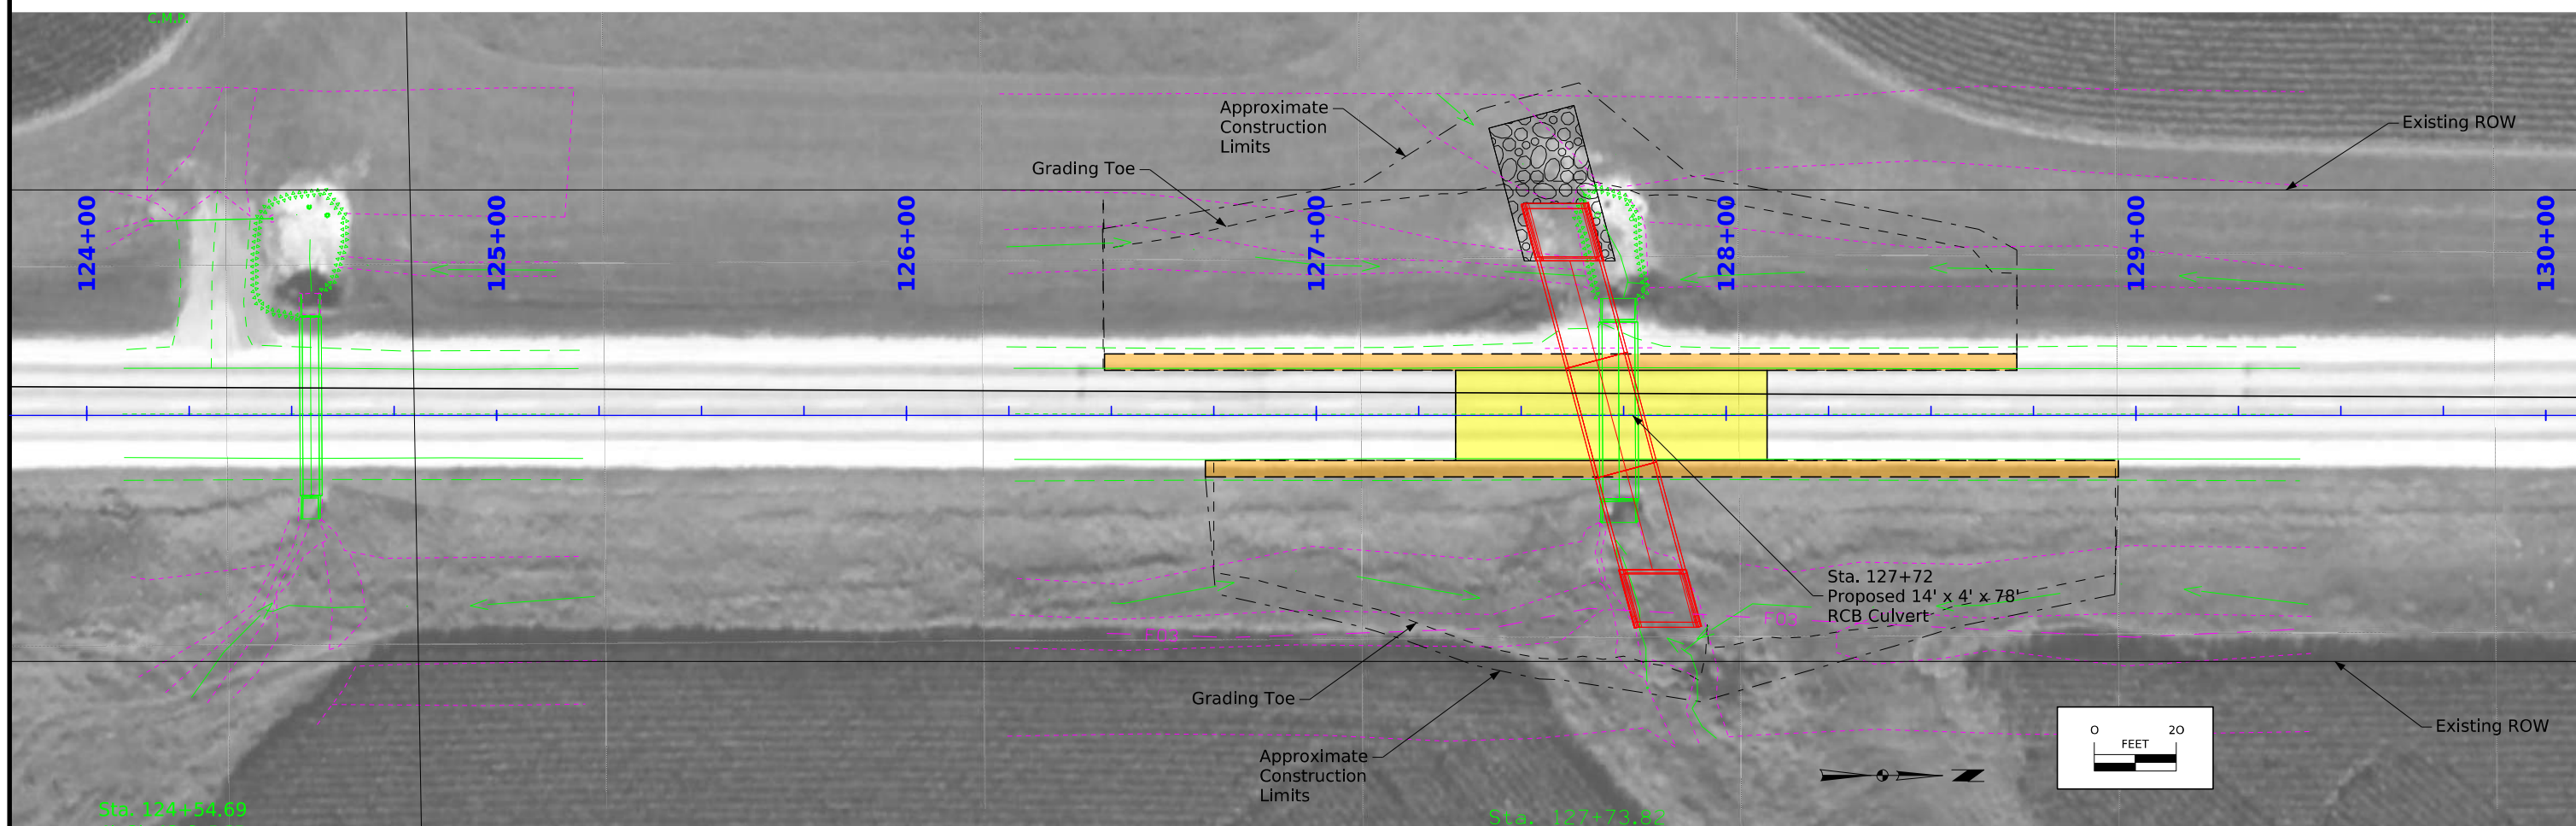 C.M.P.
Approximate
Construction
Limits
Grading Toe
Existing ROW
124+00
125+00
126+00
127+00
128+00
129+00
130+00
Sta. 127+72
Proposed 14' x 4' x 78'
RCB Culvert
F03
F03
Grading Toe
Approximate
Construction
Limits
Existing ROW
0 20
FEET
N
Sta. 124+54.69
Sta. 127+73.82